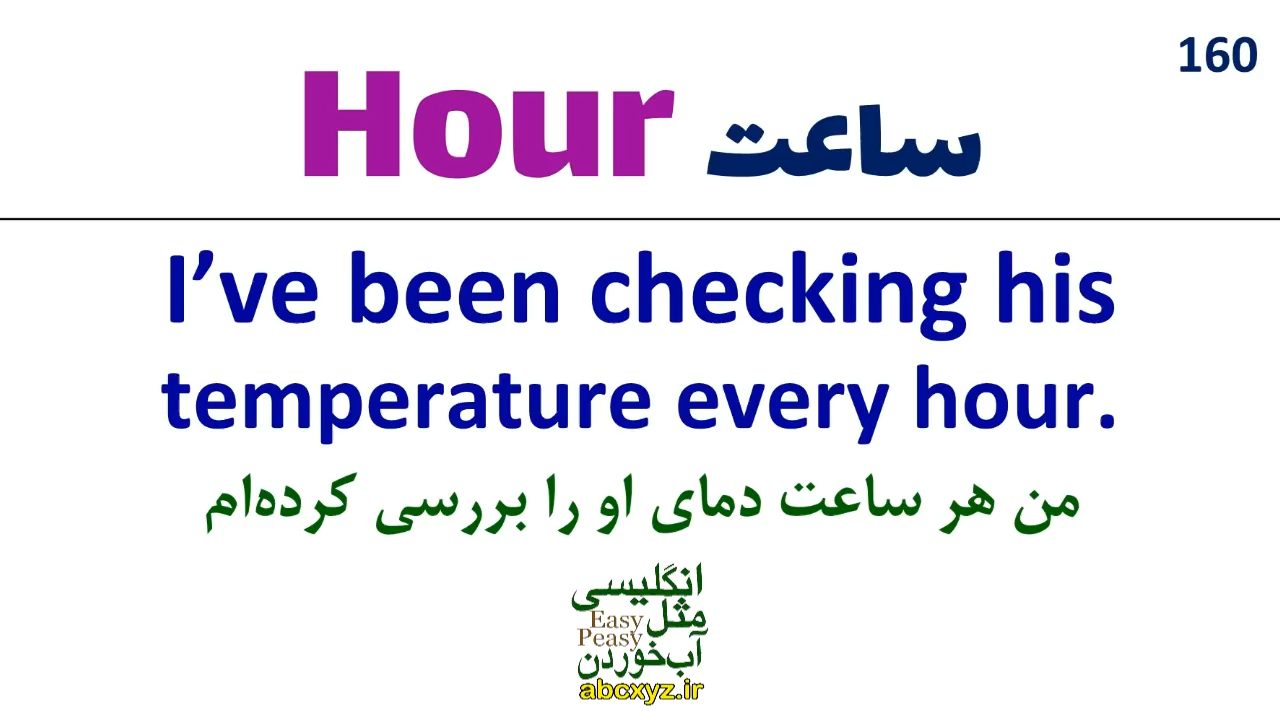 160
Hour ساعت
I’ve been checking his
temperature every hour.
من هر ساعت دمای او را بررسی کرده‌ام
انگلیسی
مثل Easy
Peasy
آب‌خوردن
abcxyz.ir